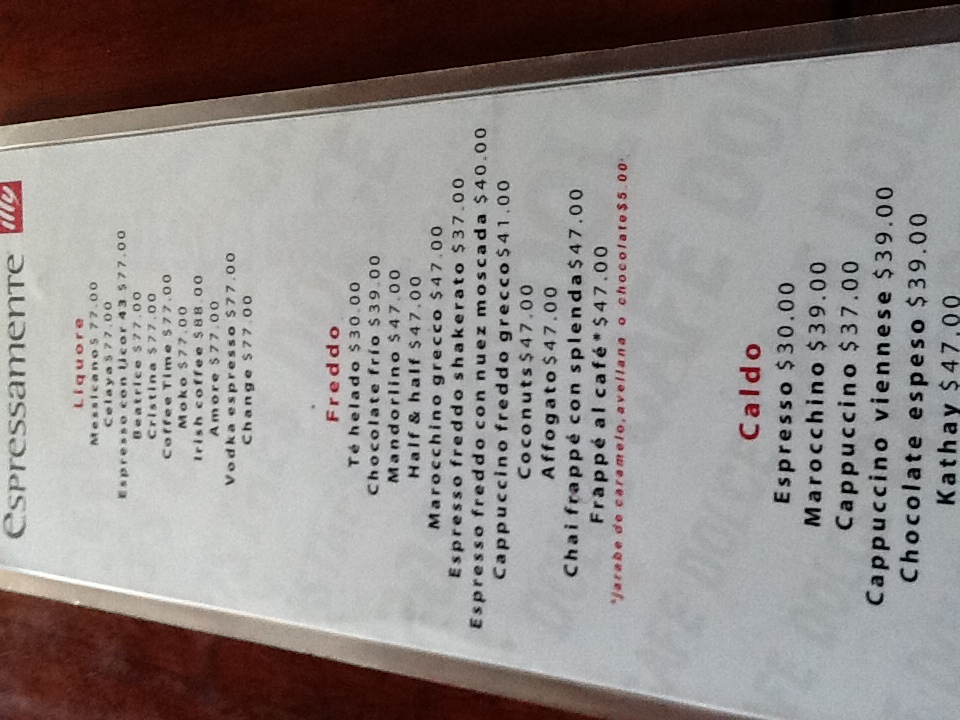 espressamente illy
Liquore
Messicano $77.00
Celaya $77.00
Espresso con Licor 43 $77.00
Beatrice $77.00
Cristina $77.00
Coffee Time $77.00
Moko $77.00
Irish coffee $88.00
Amore $77.00
Vodka espresso $77.00
Change $77.00
Freddo
Té helado $30.00
Chocolate frío $39.00
Mandorlino $47.00
Half & half $47.00
Marocchino grecco $47.00
Espresso freddo shakerato $37.00
Espresso freddo con nuez moscada $40.00
Cappuccino freddo grecco $41.00
Coconuts $47.00
Affogato $47.00
Chai frappé con splenda $47.00
Frappé al café* $47.00
*Jarabe de caramelo, avellana o chocolate $5.00*
Caldo
Espresso $30.00
Marocchino $39.00
Cappuccino $37.00
Cappuccino viennese $39.00
Chocolate espeso $39.00
Kathay $47.00